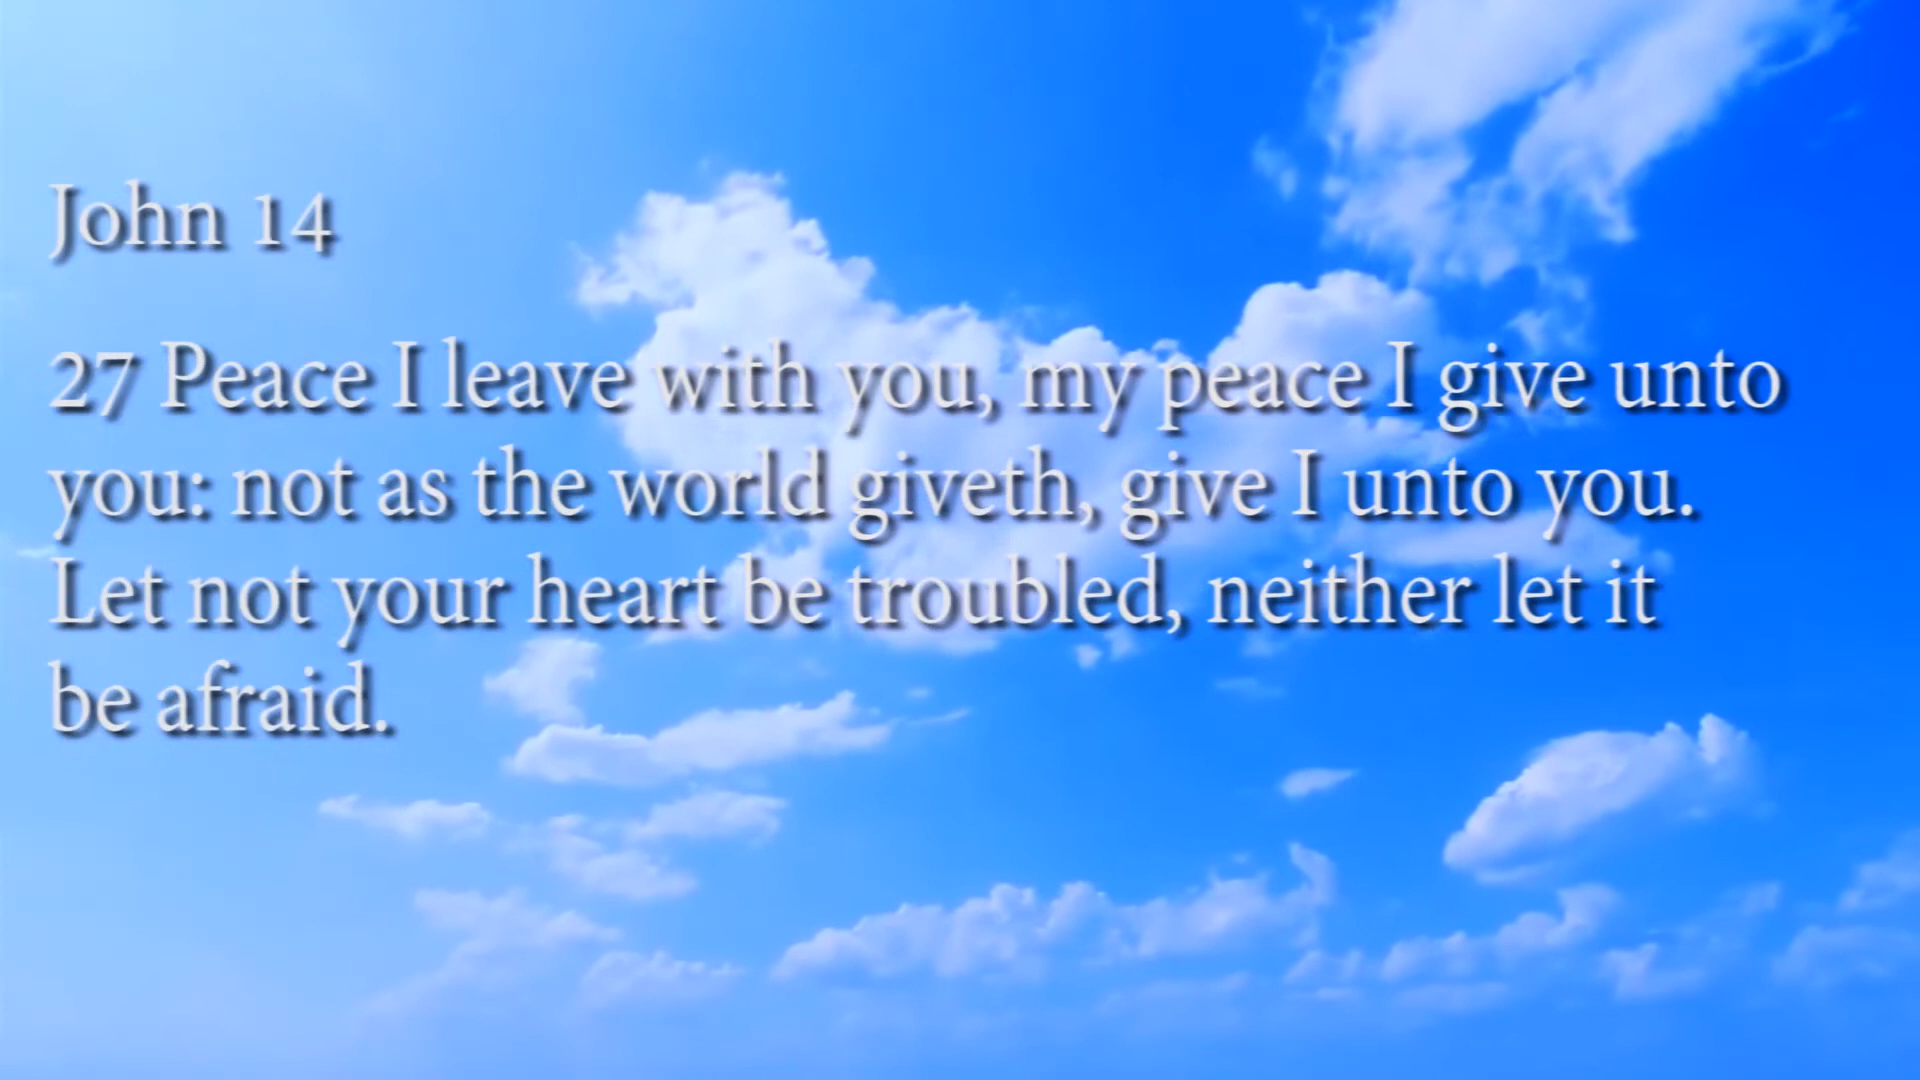 John 14
27 Peace I leave with you, my peace I give unto
you: not as the world giveth, give I unto you.
Let not your heart be troubled, neither let it
be afraid.